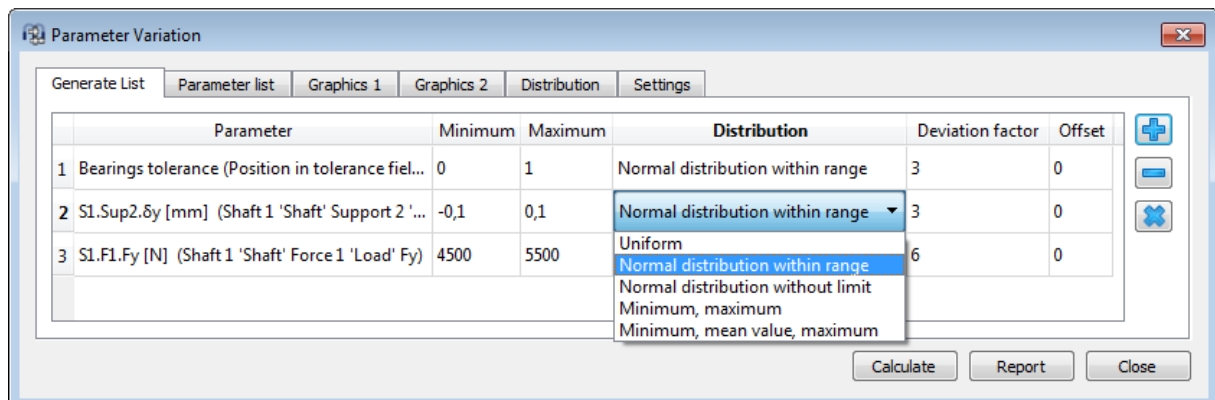 Parameter Variation
Generate List Parameter list Graphics 1 Graphics 2 Distribution Settings
Parameter Minimum Maximum Distribution Deviation factor Offset
1 Bearings tolerance (Position in tolerance fiel... 0 1 Normal distribution within range 3 0
2 S1.Sup2.δy [mm] (Shaft 1 'Shaft' Support 2 '... -0,1 0,1 Normal distribution within range 3 0
3 S1.F1.Fy [N] (Shaft 1 'Shaft' Force 1 'Load' Fy) 4500 5500 6 0
Uniform
Normal distribution within range
Normal distribution without limit
Minimum, maximum
Minimum, mean value, maximum
Calculate Report Close